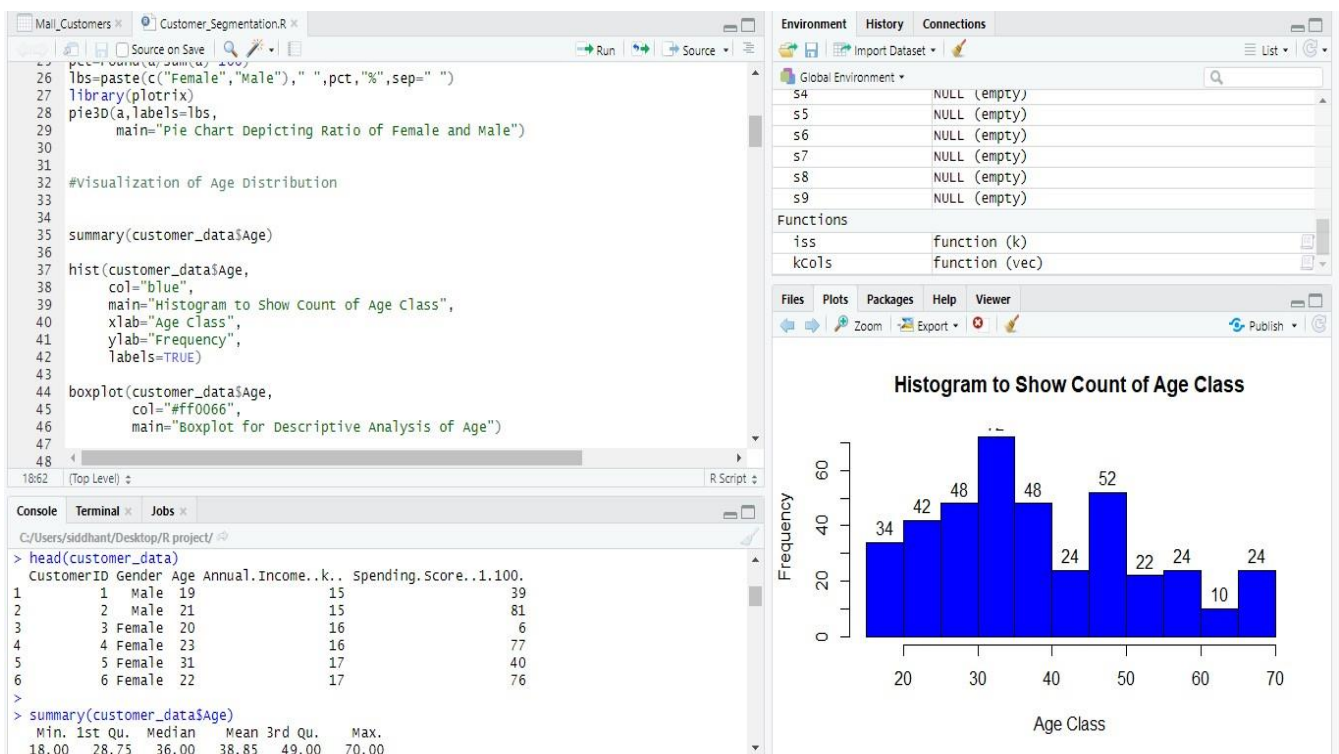 Mall_Customers × Customer_Segmentation.R ×
Source on Save Run Source
26 lbs=paste(c("Female","Male")," ",pct,"%",sep=" ")
27 library(plotrix)
28 pie3D(a,labels=lbs,
29 main="Pie Chart Depicting Ratio of Female and Male")
30
31
32 #Visualization of Age Distribution
33
34
35 summary(customer_data$Age)
36
37 hist(customer_data$Age,
38 col="blue",
39 main="Histogram to Show Count of Age Class",
40 xlab="Age Class",
41 ylab="Frequency",
42 labels=TRUE)
43
44 boxplot(customer_data$Age,
45 col="#ff0066",
46 main="Boxplot for Descriptive Analysis of Age")
47
48
18:62 (Top Level) R Script
Console Terminal × Jobs ×
C:/Users/siddhant/Desktop/R project/
> head(customer_data)
CustomerID Gender Age Annual.Income..k.. Spending.Score..1.100.
1 1 Male 19 15 39
2 2 Male 21 15 81
3 3 Female 20 16 6
4 4 Female 23 16 77
5 5 Female 31 17 40
6 6 Female 22 17 76
>
> summary(customer_data$Age)
Min. 1st Qu. Median Mean 3rd Qu. Max.
18.00 28.75 36.00 38.85 49.00 70.00
Environment History Connections
Import Dataset List
Global Environment
s4 NULL (empty)
s5 NULL (empty)
s6 NULL (empty)
s7 NULL (empty)
s8 NULL (empty)
s9 NULL (empty)
Functions
iss function (k)
kCols function (vec)
Files Plots Packages Help Viewer
Zoom Export Publish
Histogram to Show Count of Age Class
Frequency
0 20 40 60
34 42 48 48 24 52 22 24 10 24
20 30 40 50 60 70
Age Class